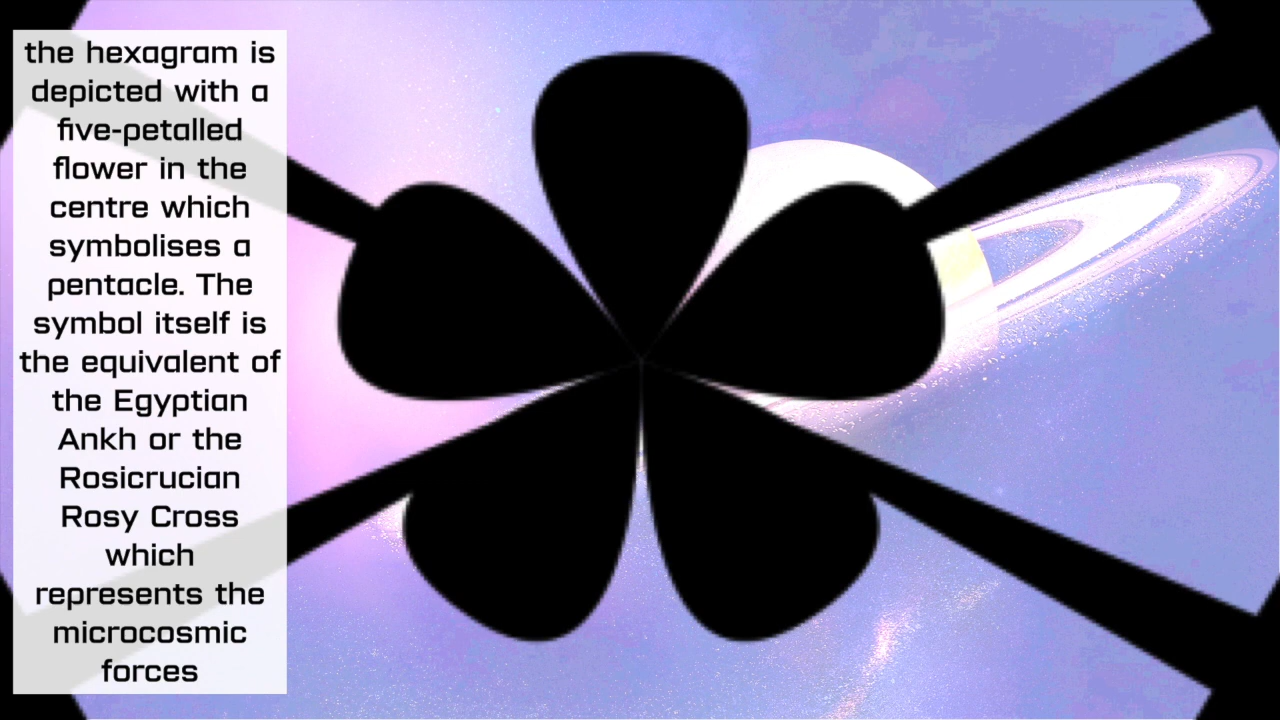 the hexagram is
depicted with a
five-petalled
flower in the
centre which
symbolises a
pentacle. The
symbol itself is
the equivalent of
the Egyptian
Ankh or the
Rosicrucian
Rosy Cross
which
represents the
microcosmic
forces